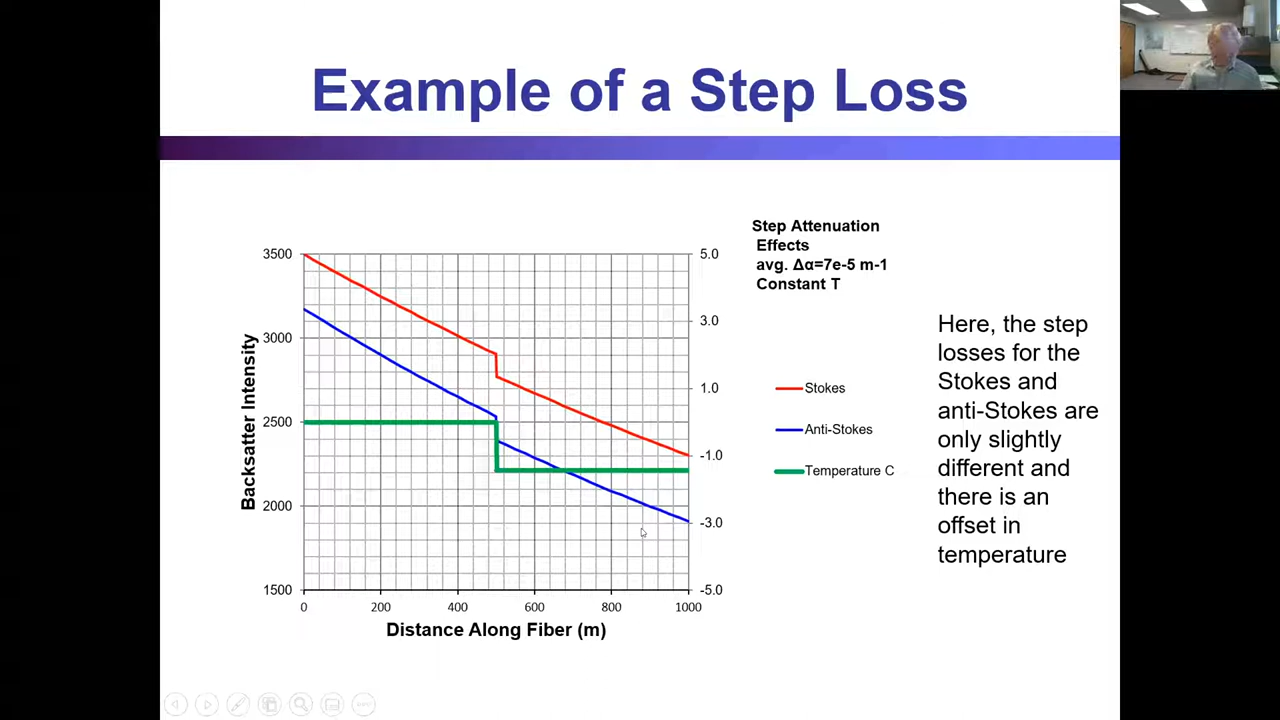 Example of a Step Loss
Step Attenuation
Effects
avg. Δα=7e-5 m-1
Constant T
3500
3000
2500
2000
1500
Backsatter Intensity
5.0
3.0
1.0
-1.0
-3.0
-5.0
0
200
400
600
800
1000
Distance Along Fiber (m)
Stokes
Anti-Stokes
Temperature C
Here, the step
losses for the
Stokes and
anti-Stokes are
only slightly
different and
there is an
offset in
temperature